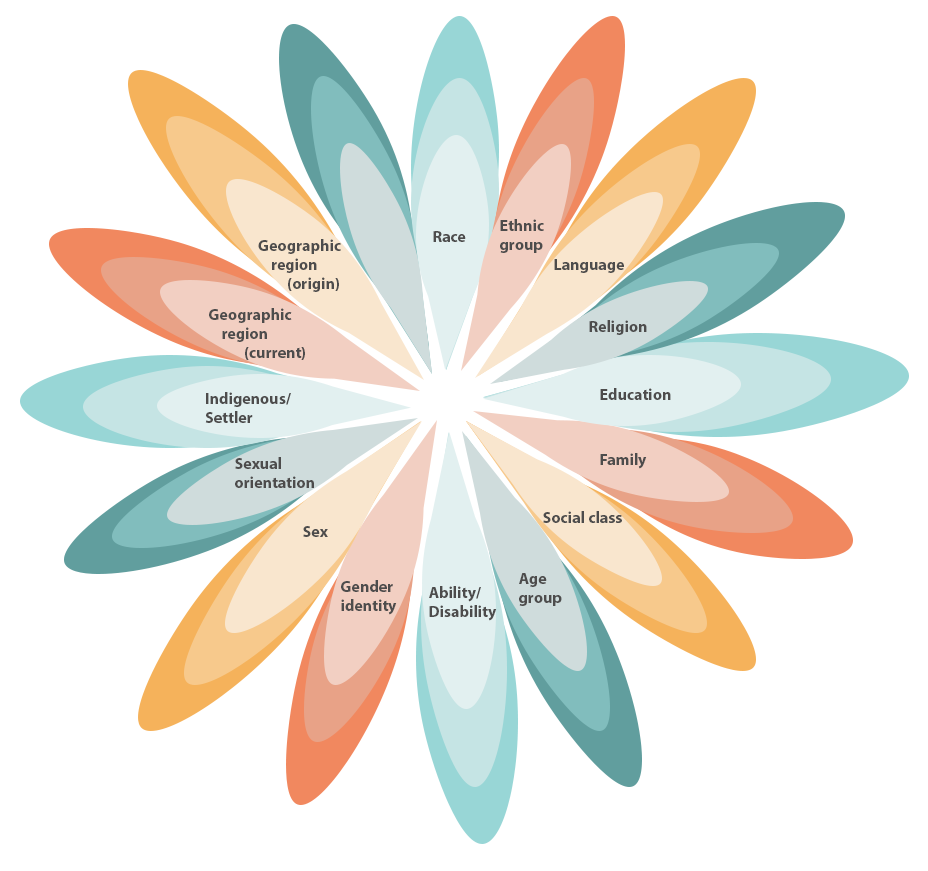 Race
Ethnic
group
Language
Religion
Education
Family
Social class
Age
group
Ability/
Disability
Gender
identity
Sex
Sexual
orientation
Indigenous/
Settler
Geographic
region
(current)
Geographic
region
(origin)